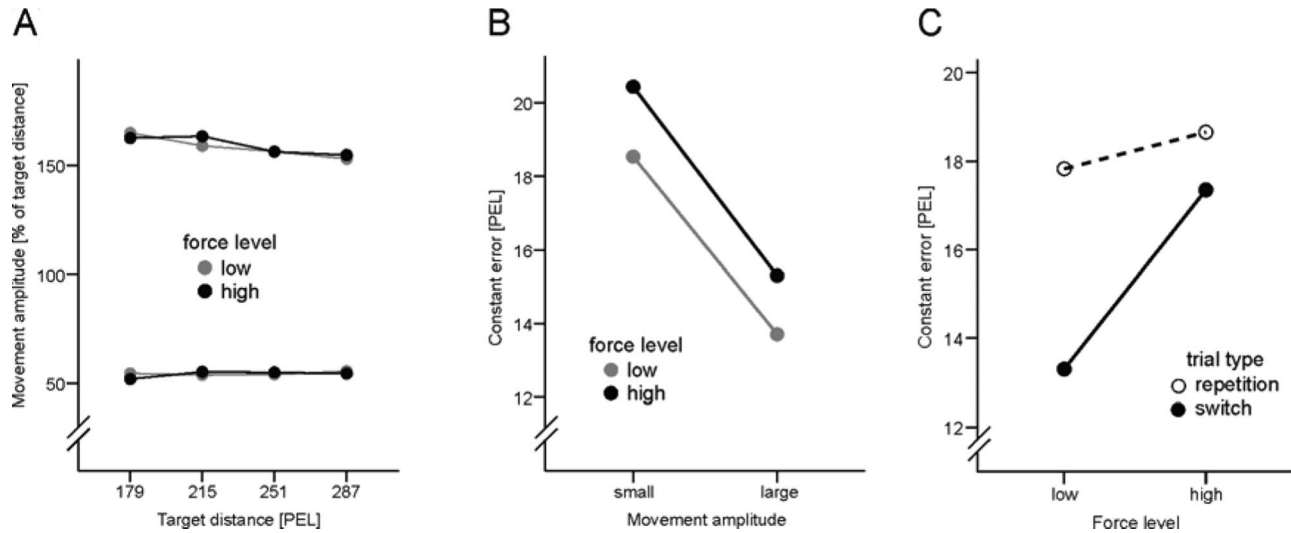 A
Movement amplitude [% of target distance]
150
100
50
force level
low
high
179 215 251 287
Target distance [PEL]
B
Constant error [PEL]
20
18
16
14
12
force level
low
high
small large
Movement amplitude
C
Constant error [PEL]
20
18
16
14
12
trial type
repetition
switch
low high
Force level